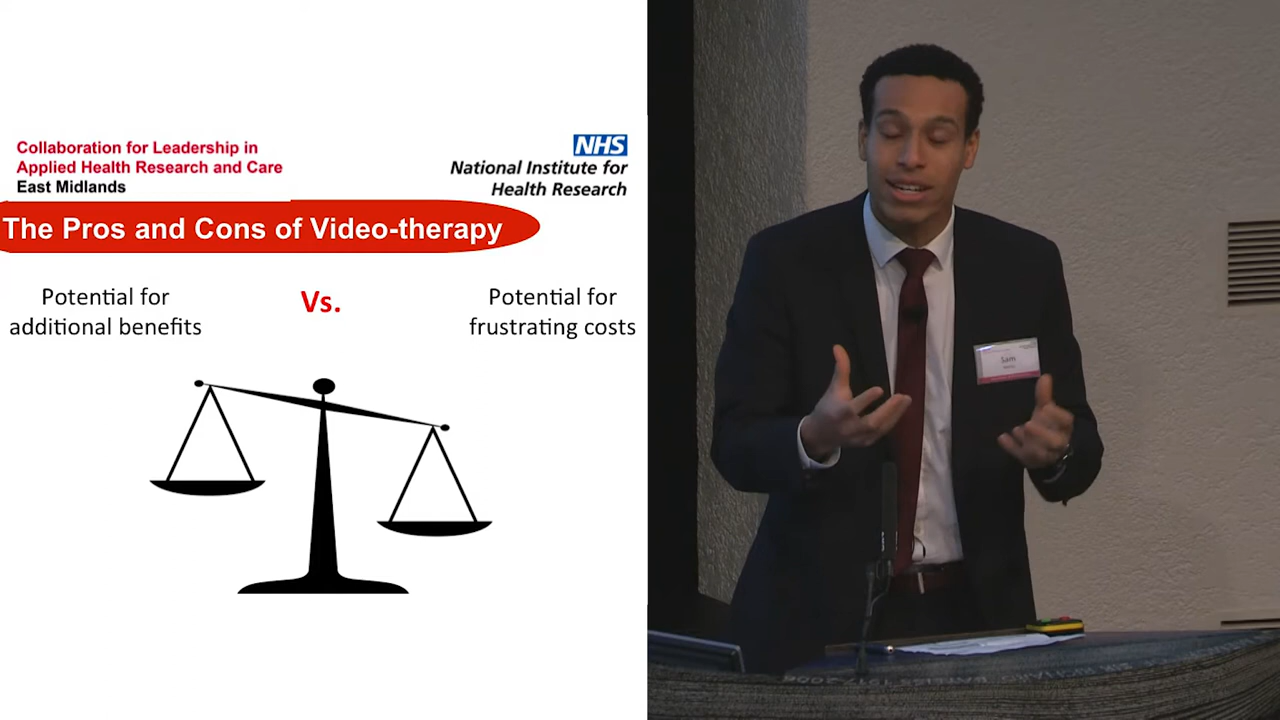 Collaboration for Leadership in
Applied Health Research and Care
East Midlands
NHS
National Institute for
Health Research
The Pros and Cons of Video-therapy
Potential for
additional benefits
Vs.
Potential for
frustrating costs
Sam